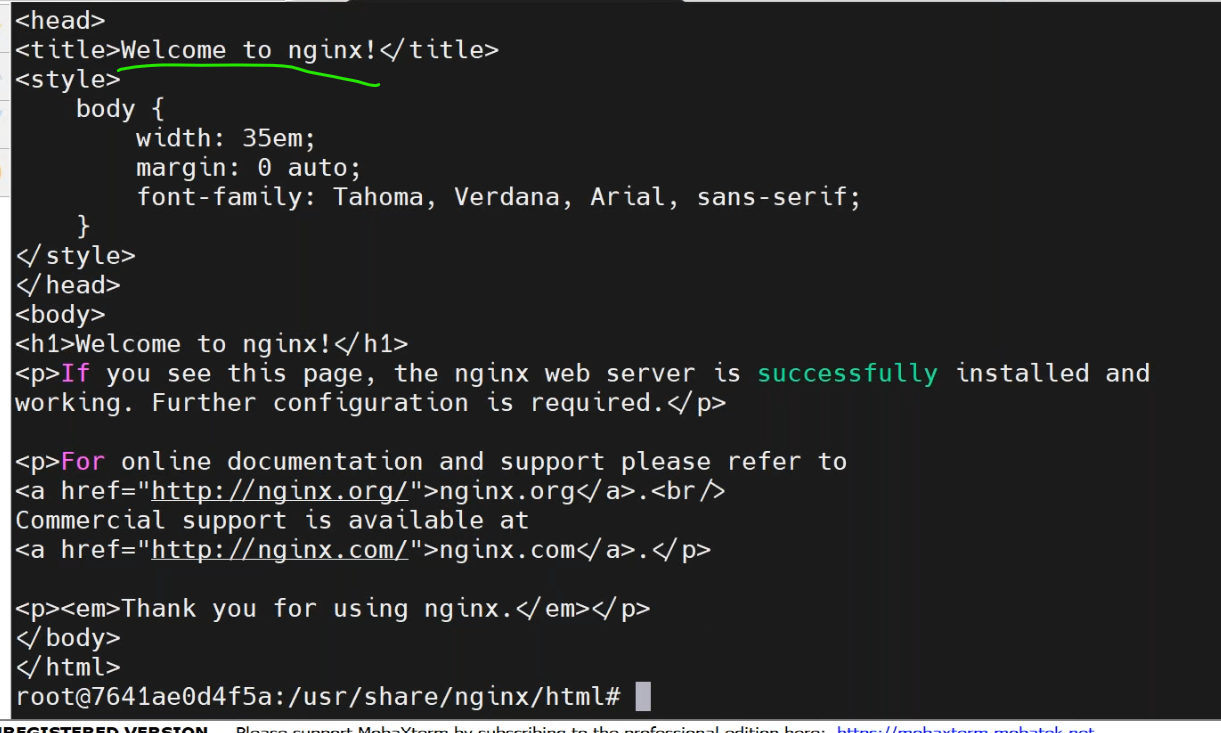 <head>
<title>Welcome to nginx!</title>
<style>
    body {
        width: 35em;
        margin: 0 auto;
        font-family: Tahoma, Verdana, Arial, sans-serif;
    }
</style>
</head>
<body>
<h1>Welcome to nginx!</h1>
<p>If you see this page, the nginx web server is successfully installed and
working. Further configuration is required.</p>

<p>For online documentation and support please refer to
<a href="http://nginx.org/">nginx.org</a>.<br/>
Commercial support is available at
<a href="http://nginx.com/">nginx.com</a>.</p>

<p><em>Thank you for using nginx.</em></p>
</body>
</html>
root@7641ae0d4f5a:/usr/share/nginx/html#
REGISTERED VERSION Please support MobaXterm by subscribing to the professional edition here: https://mobaxterm.mobatek.net